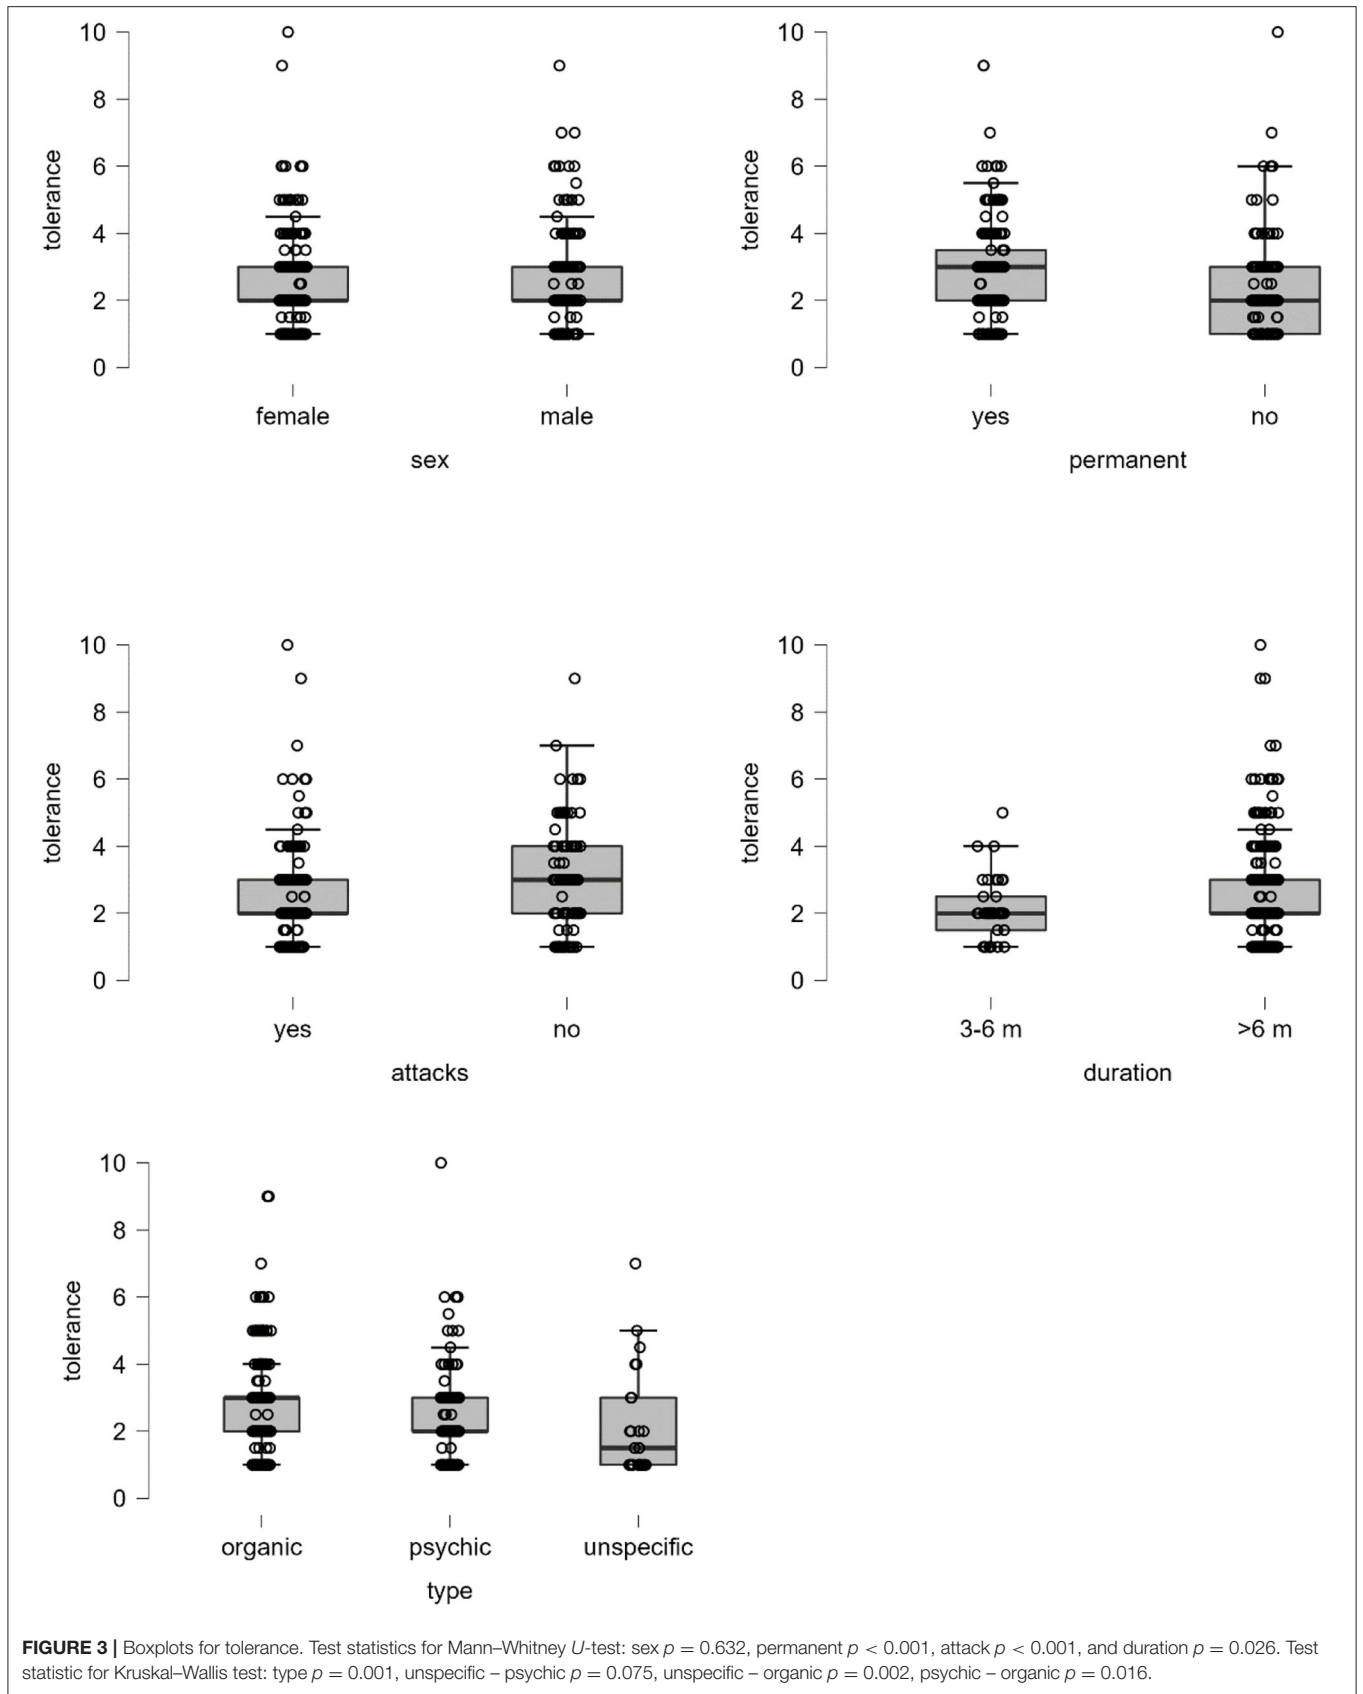 10
8
6
4
2
0
tolerance
female
male
sex
10
8
6
4
2
0
tolerance
yes
no
permanent
10
8
6
4
2
0
tolerance
yes
no
attacks
10
8
6
4
2
0
tolerance
3-6 m
>6 m
duration
10
8
6
4
2
0
tolerance
organic
psychic
unspecific
type
FIGURE 3 | Boxplots for tolerance. Test statistics for Mann–Whitney U-test: sex p = 0.632, permanent p < 0.001, attack p < 0.001, and duration p = 0.026. Test
statistic for Kruskal–Wallis test: type p = 0.001, unspecific – psychic p = 0.075, unspecific – organic p = 0.002, psychic – organic p = 0.016.